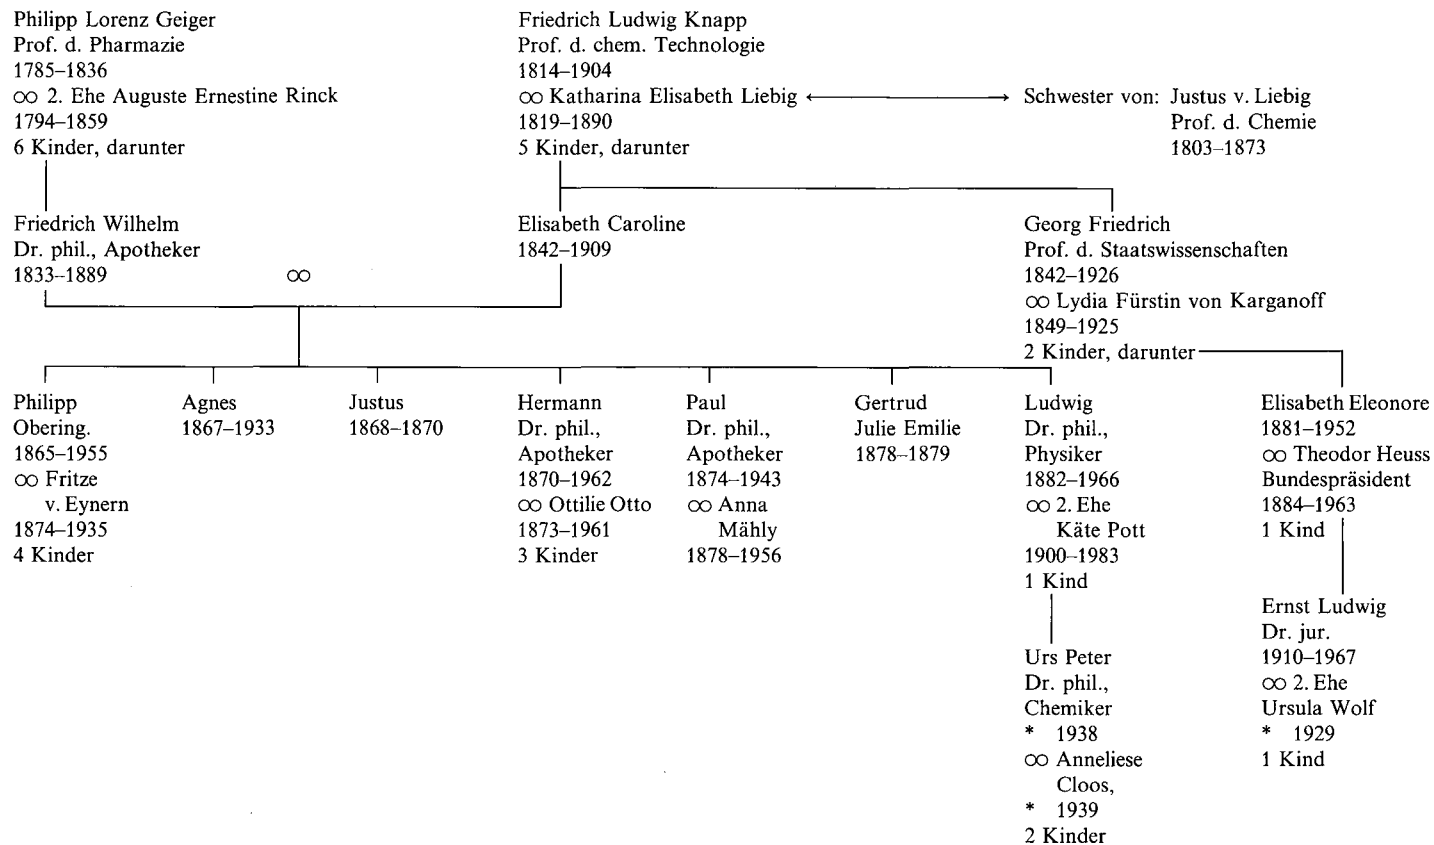 Philipp Lorenz Geiger
Prof. d. Pharmazie
1785–1836
∞ 2. Ehe Auguste Ernestine Rinck
1794–1859
6 Kinder, darunter
Friedrich Ludwig Knapp
Prof. d. chem. Technologie
1814–1904
∞ Katharina Elisabeth Liebig
1819–1890
5 Kinder, darunter
Schwester von: Justus v. Liebig
Prof. d. Chemie
1803–1873
Friedrich Wilhelm
Dr. phil., Apotheker
1833–1889
∞
Elisabeth Caroline
1842–1909
Georg Friedrich
Prof. d. Staatswissenschaften
1842–1926
∞ Lydia Fürstin von Karganoff
1849–1925
2 Kinder, darunter
Philipp
Obering.
1865–1955
∞ Fritze
v. Eynern
1874–1935
4 Kinder
Agnes
1867–1933
Justus
1868–1870
Hermann
Dr. phil.,
Apotheker
1870–1962
∞ Ottilie Otto
1873–1961
3 Kinder
Paul
Dr. phil.,
Apotheker
1874–1943
∞ Anna
Mähly
1878–1956
Gertrud
Julie Emilie
1878–1879
Ludwig
Dr. phil.,
Physiker
1882–1966
∞ 2. Ehe
Käte Pott
1900–1983
1 Kind
Urs Peter
Dr. phil.,
Chemiker
* 1938
∞ Anneliese
Cloos,
* 1939
2 Kinder
Elisabeth Eleonore
1881–1952
∞ Theodor Heuss
Bundespräsident
1884–1963
1 Kind
Ernst Ludwig
Dr. jur.
1910–1967
∞ 2. Ehe
Ursula Wolf
* 1929
1 Kind